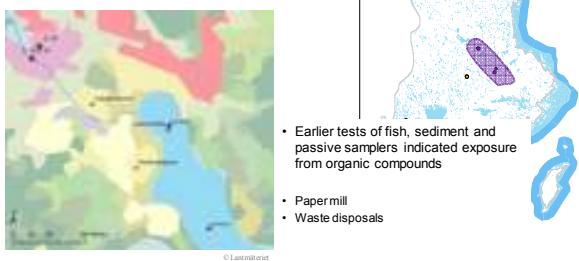 • Earlier tests of fish, sediment and
passive samplers indicated exposure
from organic compounds
• Paper mill
• Waste disposals
© Lantmäteriet